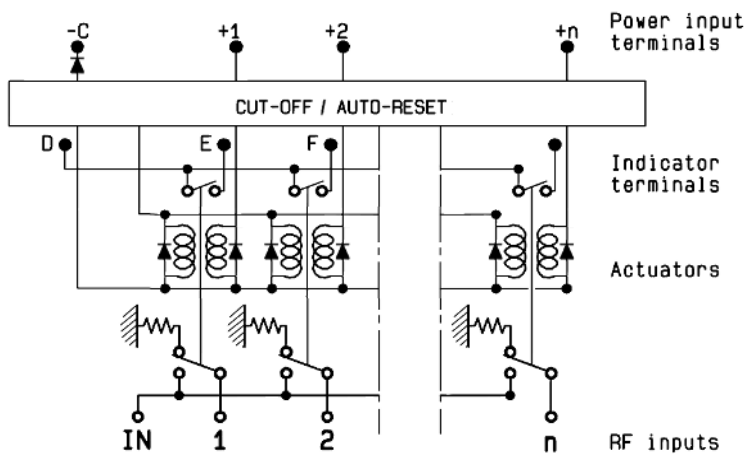 -C +1 +2 +n Power input
terminals
CUT-OFF / AUTO-RESET
D E F Indicator
terminals
Actuators
IN 1 2 n RF inputs